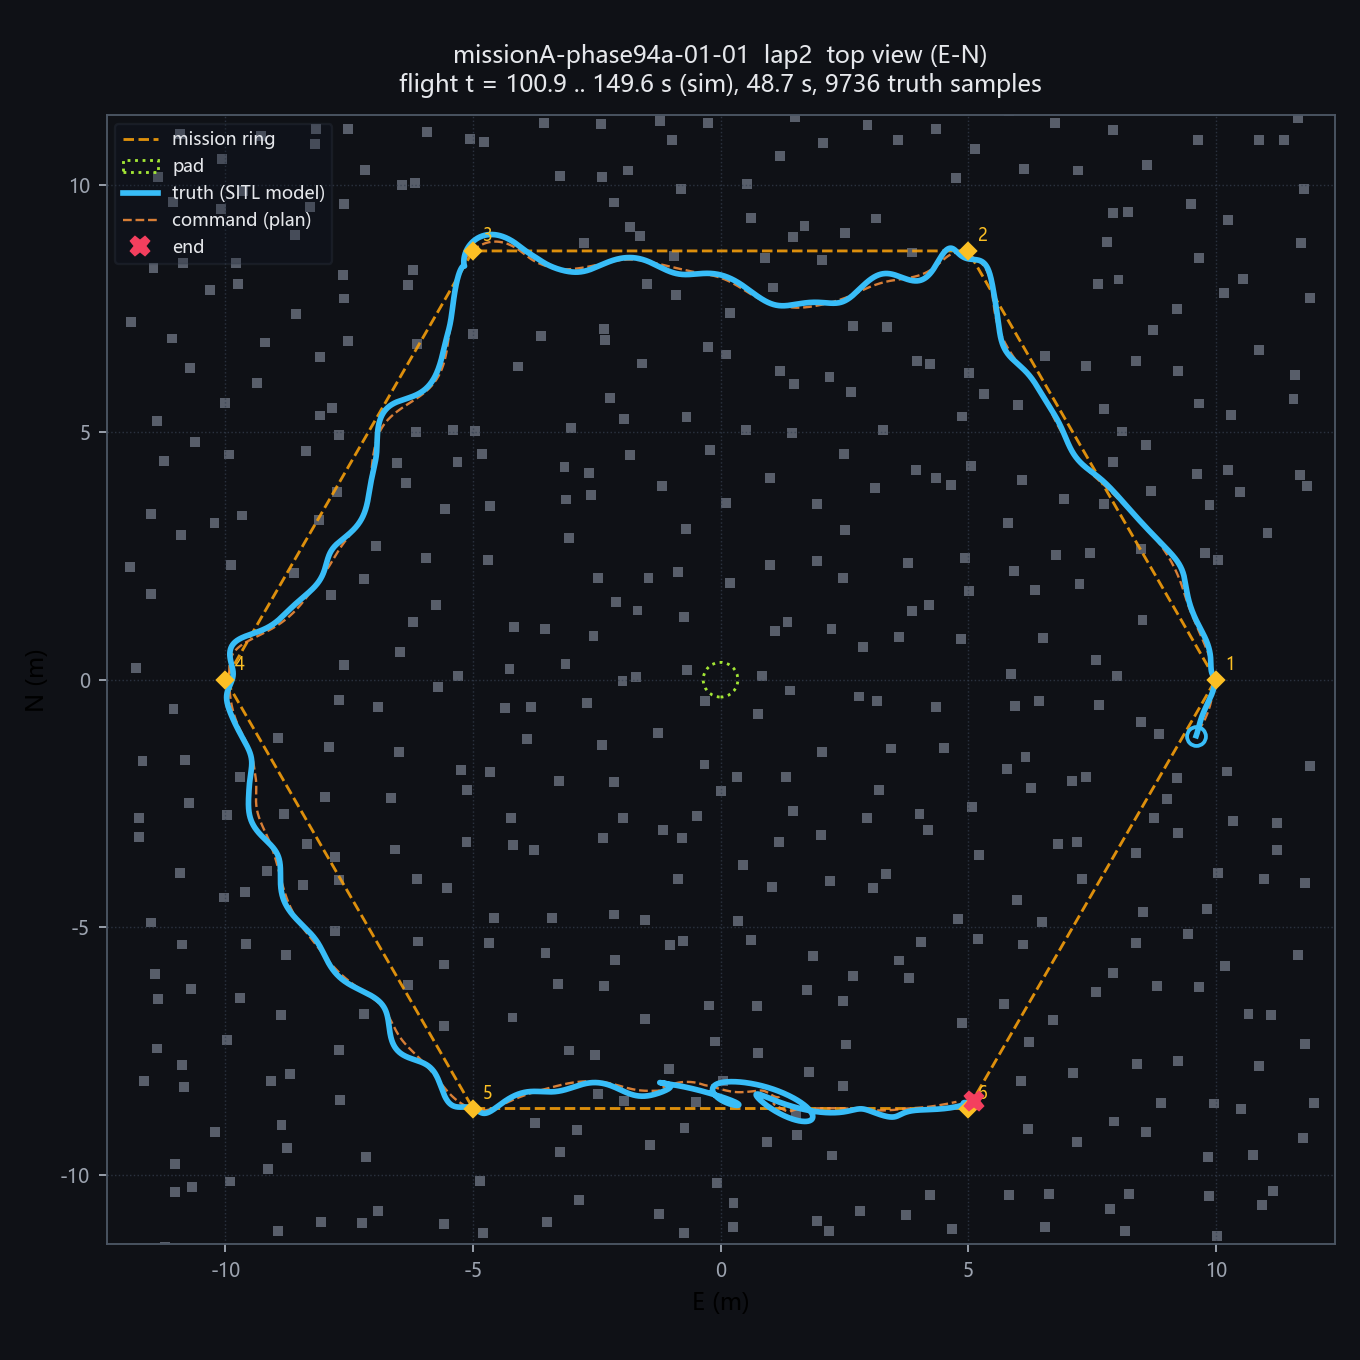 missionA-phase94a-01-01 lap2 top view (E-N)
flight t = 100.9 .. 149.6 s (sim), 48.7 s, 9736 truth samples
mission ring
pad
truth (SITL model)
command (plan)
end
10
5
0
-5
-10
N (m)
3
2
4
1
5
6
-10
-5
0
5
10
E (m)